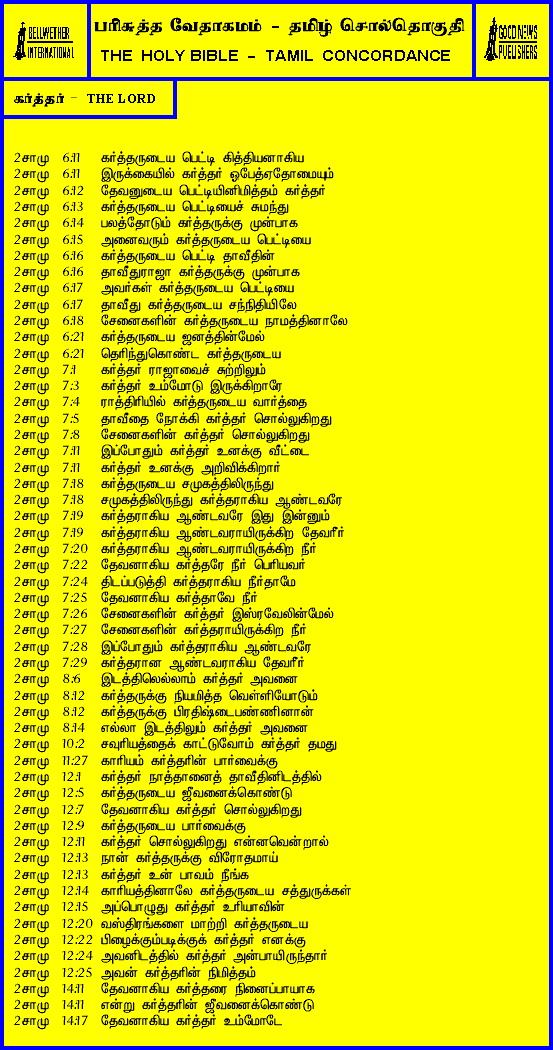 BELLWETHER
INTERNATIONAL
பரிசுத்த வேதாகமம் - தமிழ் சொல்தொகுதி
THE HOLY BIBLE - TAMIL CONCORDANCE
GOOD NEWS
PUBLISHERS
கர்த்தர் - THE LORD
2சாமு 6:11 கர்த்தருடைய பெட்டி கித்தியனாகிய
2சாமு 6:11 இருக்கையில் கர்த்தர் ஓபேத்ஏதோமையும்
2சாமு 6:12 தேவனுடைய பெட்டியினிமித்தம் கர்த்தர்
2சாமு 6:13 கர்த்தருடைய பெட்டியைச் சுமந்து
2சாமு 6:14 பலத்தோடும் கர்த்தருக்கு முன்பாக
2சாமு 6:15 அனைவரும் கர்த்தருடைய பெட்டியை
2சாமு 6:16 கர்த்தருடைய பெட்டி தாவீதின்
2சாமு 6:16 தாவீதுராஜா கர்த்தருக்கு முன்பாக
2சாமு 6:17 அவர்கள் கர்த்தருடைய பெட்டியை
2சாமு 6:17 தாவீது கர்த்தருடைய சந்நிதியிலே
2சாமு 6:18 சேனைகளின் கர்த்தருடைய நாமத்தினாலே
2சாமு 6:21 கர்த்தருடைய ஜனத்தின்மேல்
2சாமு 6:21 தெரிந்துகொண்ட கர்த்தருடைய
2சாமு 7:1 கர்த்தர் ராஜாவைச் சுற்றிலும்
2சாமு 7:3 கர்த்தர் உம்மோடு இருக்கிறாரே
2சாமு 7:4 ராத்திரியில் கர்த்தருடைய வார்த்தை
2சாமு 7:5 தாவீதை நோக்கி கர்த்தர் சொல்லுகிறது
2சாமு 7:8 சேனைகளின் கர்த்தர் சொல்லுகிறது
2சாமு 7:11 இப்போதும் கர்த்தர் உனக்கு வீட்டை
2சாமு 7:11 கர்த்தர் உனக்கு அறிவிக்கிறார்
2சாமு 7:18 கர்த்தருடைய சமுகத்திலிருந்து
2சாமு 7:18 சமுகத்திலிருந்து கர்த்தராகிய ஆண்டவரே
2சாமு 7:19 கர்த்தராகிய ஆண்டவரே இது இன்னும்
2சாமு 7:19 கர்த்தராகிய ஆண்டவராயிருக்கிற தேவரீர்
2சாமு 7:20 கர்த்தராகிய ஆண்டவராயிருக்கிற நீர்
2சாமு 7:22 தேவனாகிய கர்த்தரே நீர் பெரியவர்
2சாமு 7:24 திடப்படுத்தி கர்த்தராகிய நீர்தாமே
2சாமு 7:25 தேவனாகிய கர்த்தாவே நீர்
2சாமு 7:26 சேனைகளின் கர்த்தர் இஸ்ரவேலின்மேல்
2சாமு 7:27 சேனைகளின் கர்த்தராயிருக்கிற நீர்
2சாமு 7:28 இப்போதும் கர்த்தராகிய ஆண்டவரே
2சாமு 7:29 கர்த்தரான ஆண்டவராகிய தேவரீர்
2சாமு 8:6 இடத்திலெல்லாம் கர்த்தர் அவனை
2சாமு 8:12 கர்த்தருக்கு நியமித்த வெள்ளியோடும்
2சாமு 8:12 கர்த்தருக்கு பிரதிஷ்டைபண்ணினான்
2சாமு 8:14 எல்லா இடத்திலும் கர்த்தர் அவனை
2சாமு 10:2 சவுரியத்தைக் காட்டுவோம் கர்த்தர் தமது
2சாமு 11:27 காரியம் கர்த்தரின் பார்வைக்கு
2சாமு 12:1 கர்த்தர் நாத்தானைத் தாவீதினிடத்தில்
2சாமு 12:5 கர்த்தருடைய ஜீவனைக்கொண்டு
2சாமு 12:7 தேவனாகிய கர்த்தர் சொல்லுகிறது
2சாமு 12:9 கர்த்தருடைய பார்வைக்கு
2சாமு 12:11 கர்த்தர் சொல்லுகிறது என்னவென்றால்
2சாமு 12:13 நான் கர்த்தருக்கு விரோதமாய்
2சாமு 12:13 கர்த்தர் உன் பாவம் நீங்க
2சாமு 12:14 காரியத்தினாலே கர்த்தருடைய சத்துருக்கள்
2சாமு 12:15 அப்பொழுது கர்த்தர் உரியாவின்
2சாமு 12:20 வஸ்திரங்களை மாற்றி கர்த்தருடைய
2சாமு 12:22 பிழைக்கும்படிக்குக் கர்த்தர் எனக்கு
2சாமு 12:24 அவனிடத்தில் கர்த்தர் அன்பாயிருந்தார்
2சாமு 12:25 அவன் கர்த்தரின் நிமித்தம்
2சாமு 14:11 தேவனாகிய கர்த்தரை நினைப்பாயாக
2சாமு 14:11 என்று கர்த்தரின் ஜீவனைக்கொண்டு
2சாமு 14:17 தேவனாகிய கர்த்தர் உம்மோடே